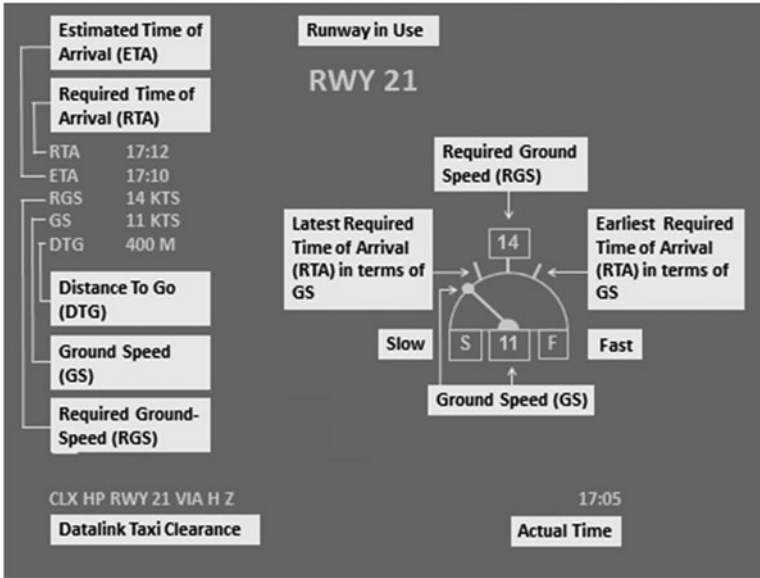 Estimated Time of
Arrival (ETA)
Runway in Use
RWY 21
Required Time of
Arrival (RTA)
RTA 17:12
ETA 17:10
RGS 14 KTS
GS 11 KTS
DTG 400 M
Required Ground
Speed (RGS)
Latest Required
Time of Arrival
(RTA) in terms of
GS
14
Earliest Required
Time of Arrival
(RTA) in terms of
GS
Distance To Go
(DTG)
Slow
S 11 F
Fast
Ground Speed
(GS)
Ground Speed (GS)
Required Ground-
Speed (RGS)
CLX HP RWY 21 VIA H Z
17:05
Datalink Taxi Clearance
Actual Time